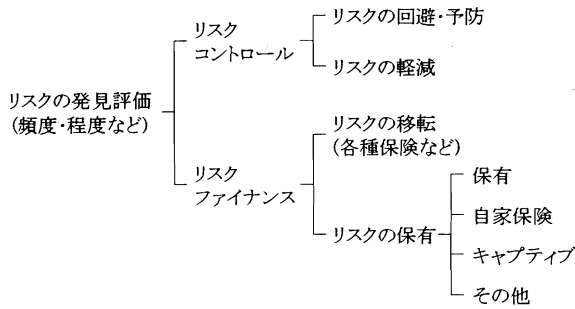 リスクの発見評価
(頻度・程度など)
リスク
コントロール
リスクの回避・予防
リスクの軽減
リスク
ファイナンス
リスクの移転
(各種保険など)
リスクの保有
保有
自家保険
キャプティブ
その他